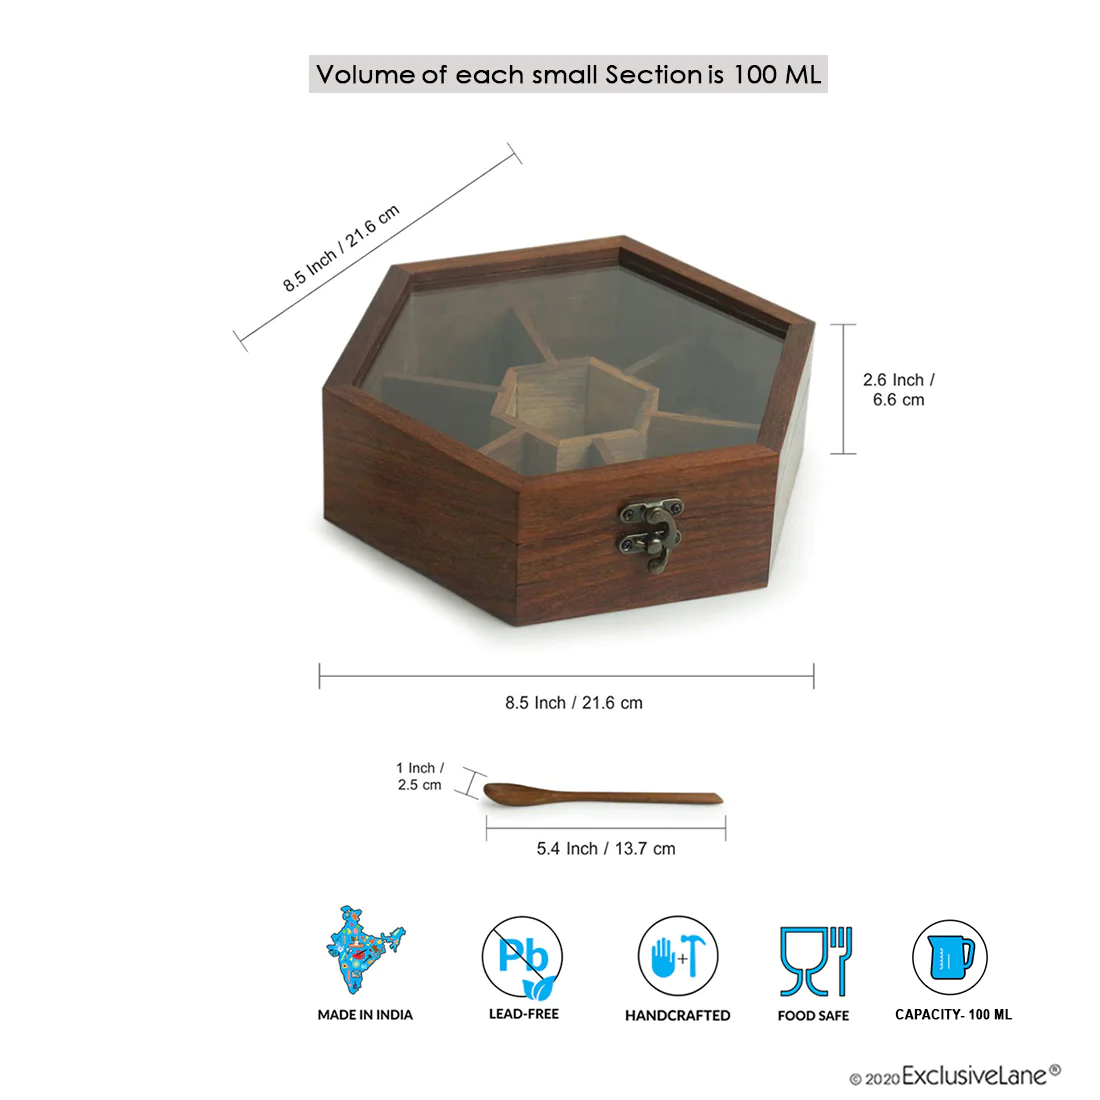 Volume of each small Section is 100 ML
8.5 Inch / 21.6 cm
2.6 Inch /
6.6 cm
8.5 Inch / 21.6 cm
1 Inch /
2.5 cm
5.4 Inch / 13.7 cm
Pb
MADE IN INDIA
LEAD-FREE
HANDCRAFTED
FOOD SAFE
CAPACITY- 100 ML
© 2020 ExclusiveLane®